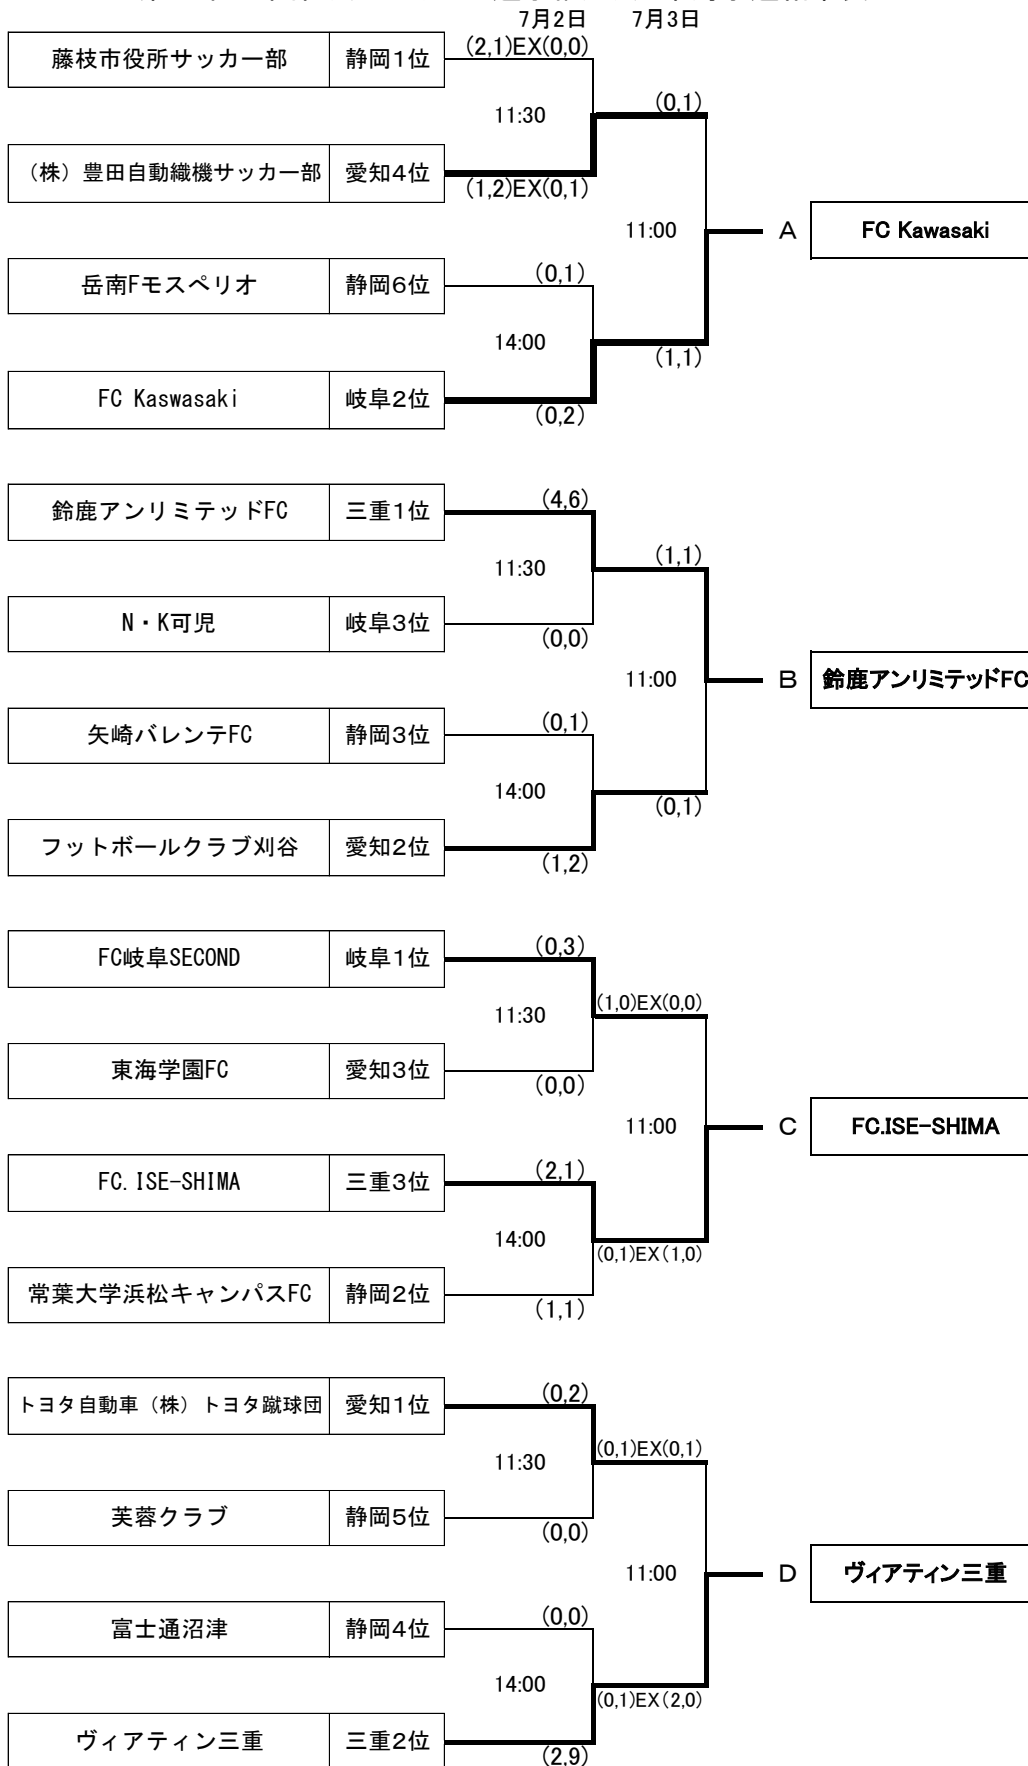 7月2日 7月3日
藤枝市役所サッカー部 静岡1位 (2,1)EX(0,0)
11:30 (0,1)
（株）豊田自動織機サッカー部 愛知4位 (1,2)EX(0,1)
11:00 A FC Kawasaki
岳南Fモスペリオ 静岡6位 (0,1)
14:00 (1,1)
FC Kaswasaki 岐阜2位 (0,2)
鈴鹿アンリミテッドFC 三重1位 (4,6)
11:30 (1,1)
N・K可児 岐阜3位 (0,0)
11:00 B 鈴鹿アンリミテッドFC
矢崎バレンテFC 静岡3位 (0,1)
14:00 (0,1)
フットボールクラブ刈谷 愛知2位 (1,2)
FC岐阜SECOND 岐阜1位 (0,3)
11:30 (1,0)EX(0,0)
東海学園FC 愛知3位 (0,0)
11:00 C FC.ISE-SHIMA
FC.ISE-SHIMA 三重3位 (2,1)
14:00 (0,1)EX(1,0)
常葉大学浜松キャンパスFC 静岡2位 (1,1)
トヨタ自動車（株）トヨタ蹴球団 愛知1位 (0,2)
11:30 (0,1)EX(0,1)
芙蓉クラブ 静岡5位 (0,0)
11:00 D ヴィアティン三重
富士通沼津 静岡4位 (0,0)
14:00 (0,1)EX(2,0)
ヴィアティン三重 三重2位 (2,9)